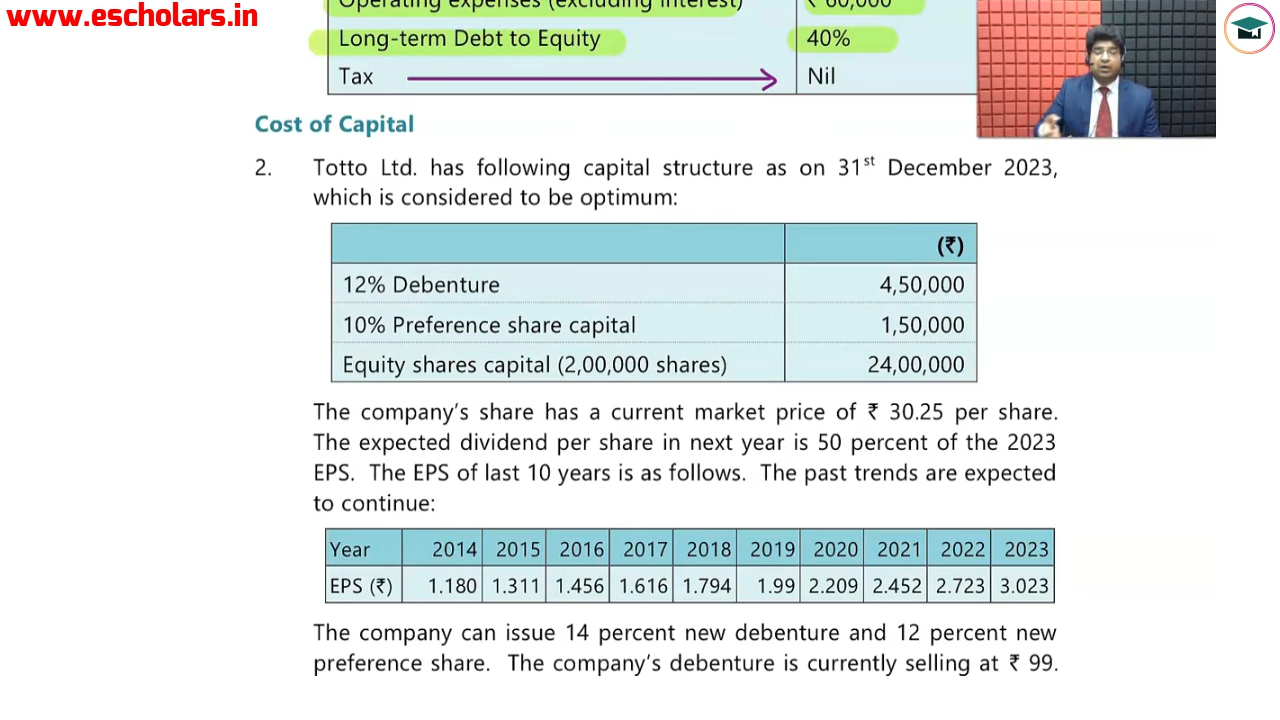 www.escholars.in
Operating expenses (excluding interest) ₹ 60,000
Long-term Debt to Equity 40%
Tax Nil
Cost of Capital
2. Totto Ltd. has following capital structure as on 31st December 2023,
which is considered to be optimum:
(₹)
12% Debenture 4,50,000
10% Preference share capital 1,50,000
Equity shares capital (2,00,000 shares) 24,00,000
The company's share has a current market price of ₹ 30.25 per share.
The expected dividend per share in next year is 50 percent of the 2023
EPS. The EPS of last 10 years is as follows. The past trends are expected
to continue:
Year 2014 2015 2016 2017 2018 2019 2020 2021 2022 2023
EPS (₹) 1.180 1.311 1.456 1.616 1.794 1.99 2.209 2.452 2.723 3.023
The company can issue 14 percent new debenture and 12 percent new
preference share. The company's debenture is currently selling at ₹ 99.